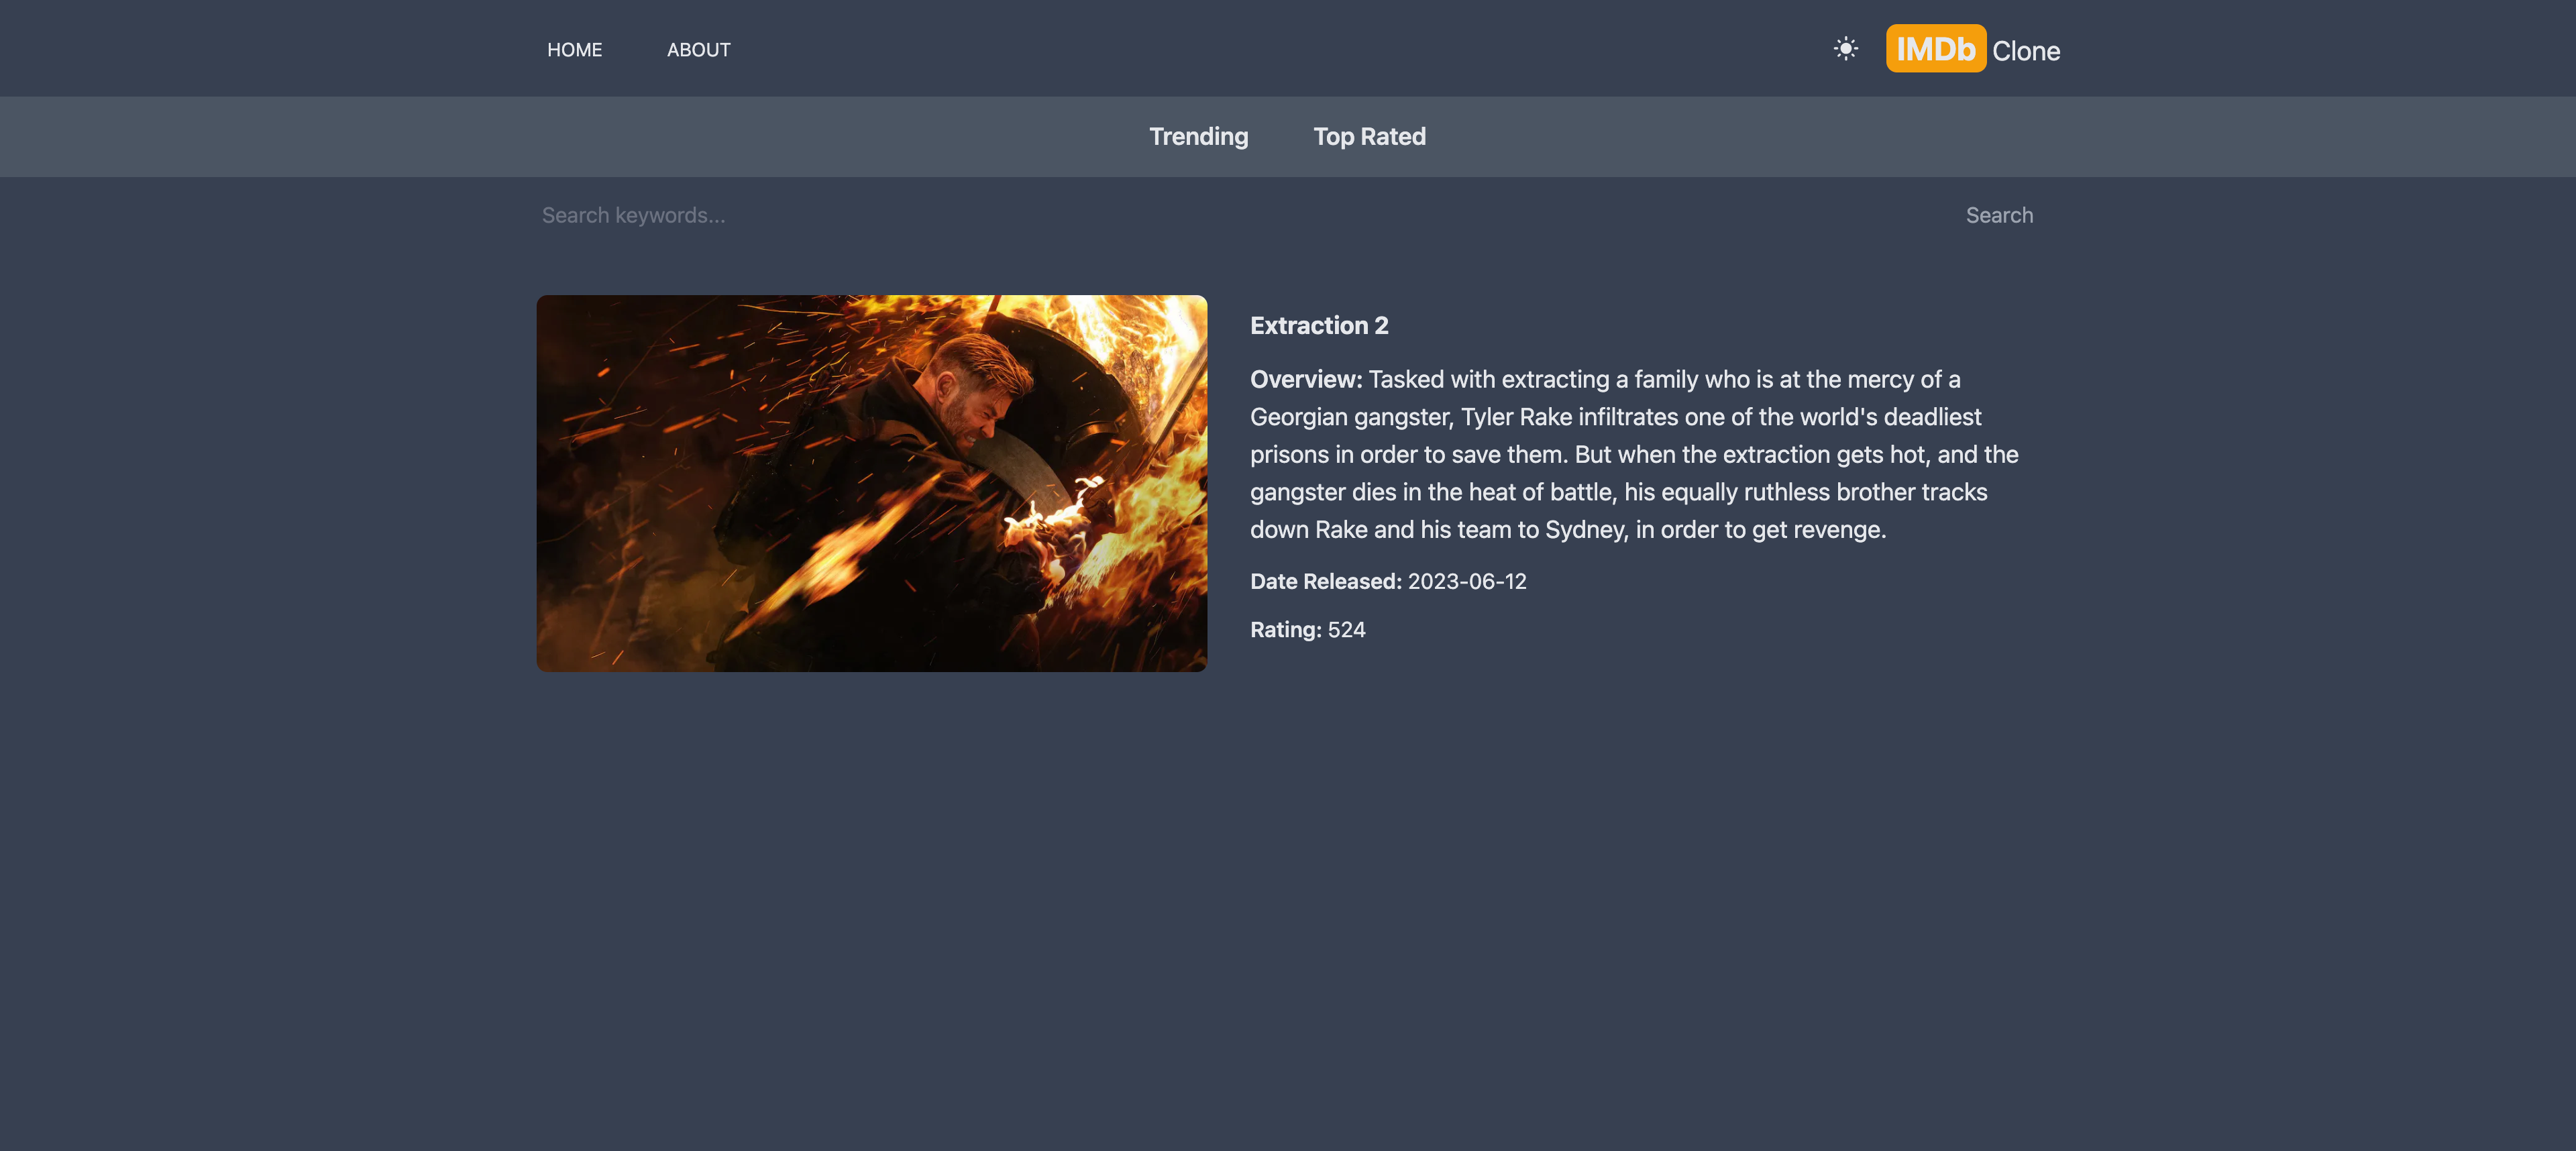 HOME
ABOUT
IMDb Clone
Trending
Top Rated
Search keywords...
Search
Extraction 2
Overview: Tasked with extracting a family who is at the mercy of a
Georgian gangster, Tyler Rake infiltrates one of the world's deadliest
prisons in order to save them. But when the extraction gets hot, and the
gangster dies in the heat of battle, his equally ruthless brother tracks
down Rake and his team to Sydney, in order to get revenge.
Date Released: 2023-06-12
Rating: 524